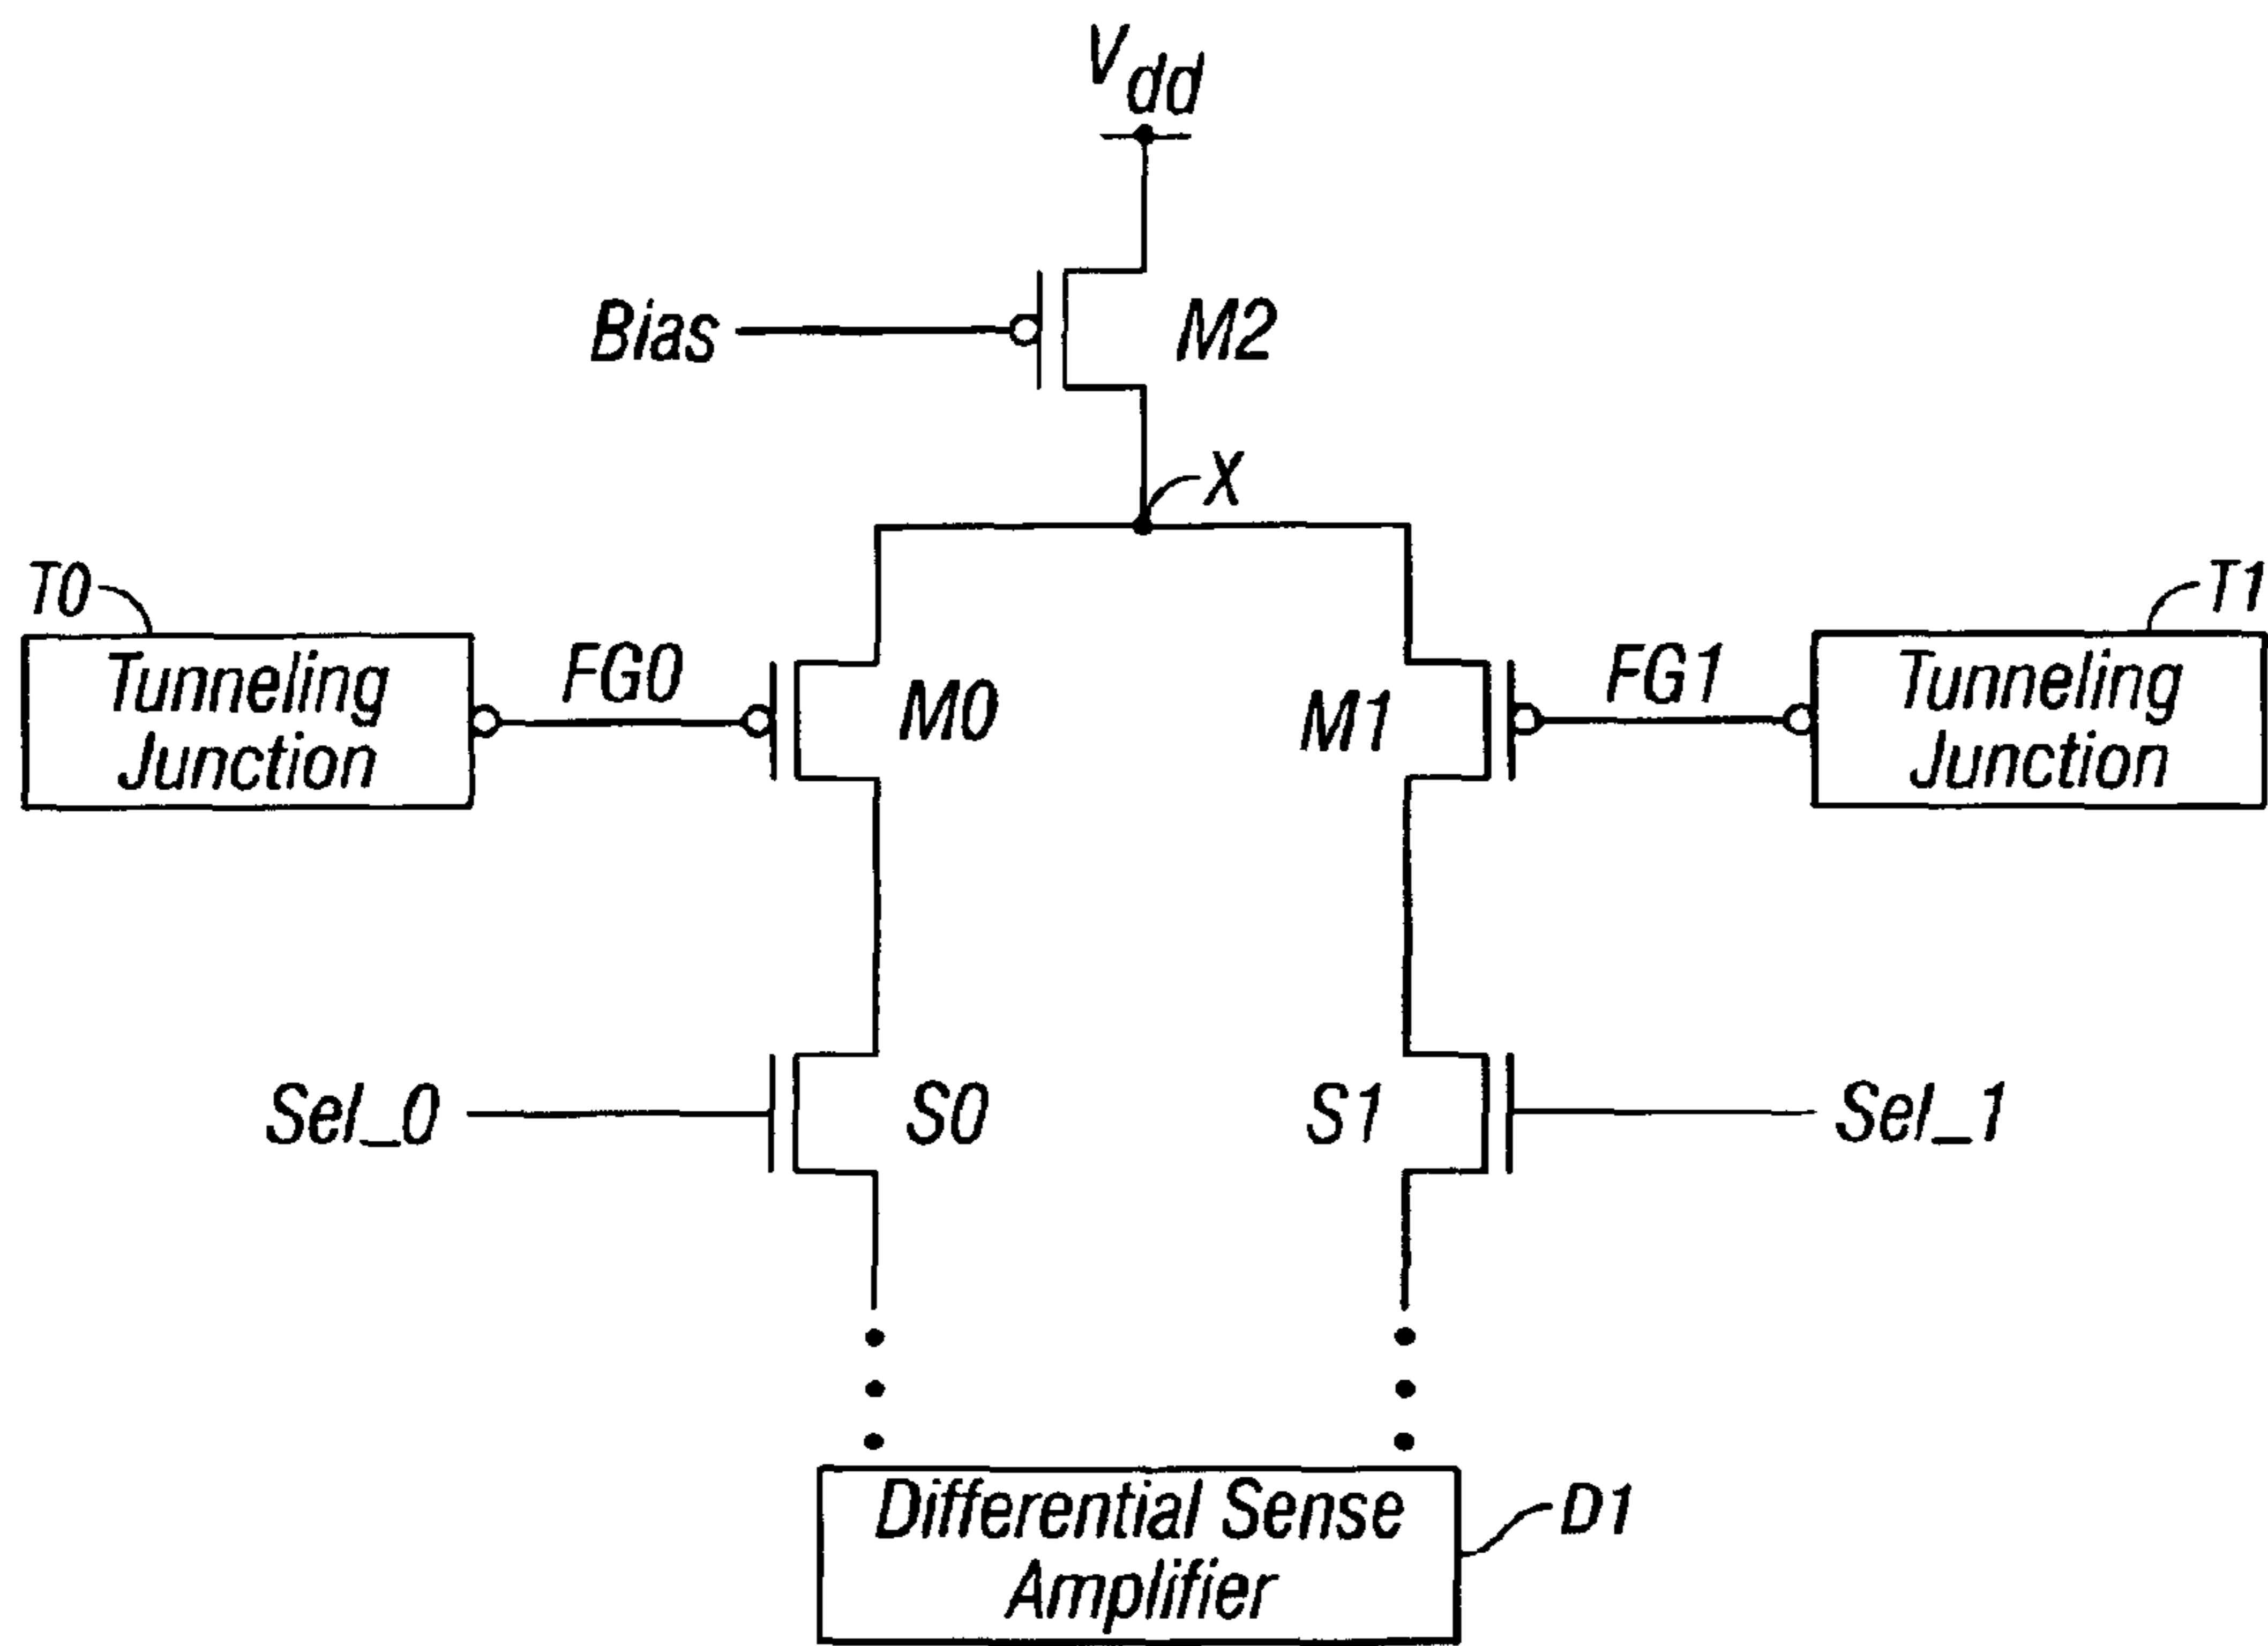 Vdd
Bias
M2
X
T0
T1
Tunneling
Junction
FG0
M0
M1
FG1
Tunneling
Junction
Sel_0
S0
S1
Sel_1
Differential Sense
Amplifier
D1